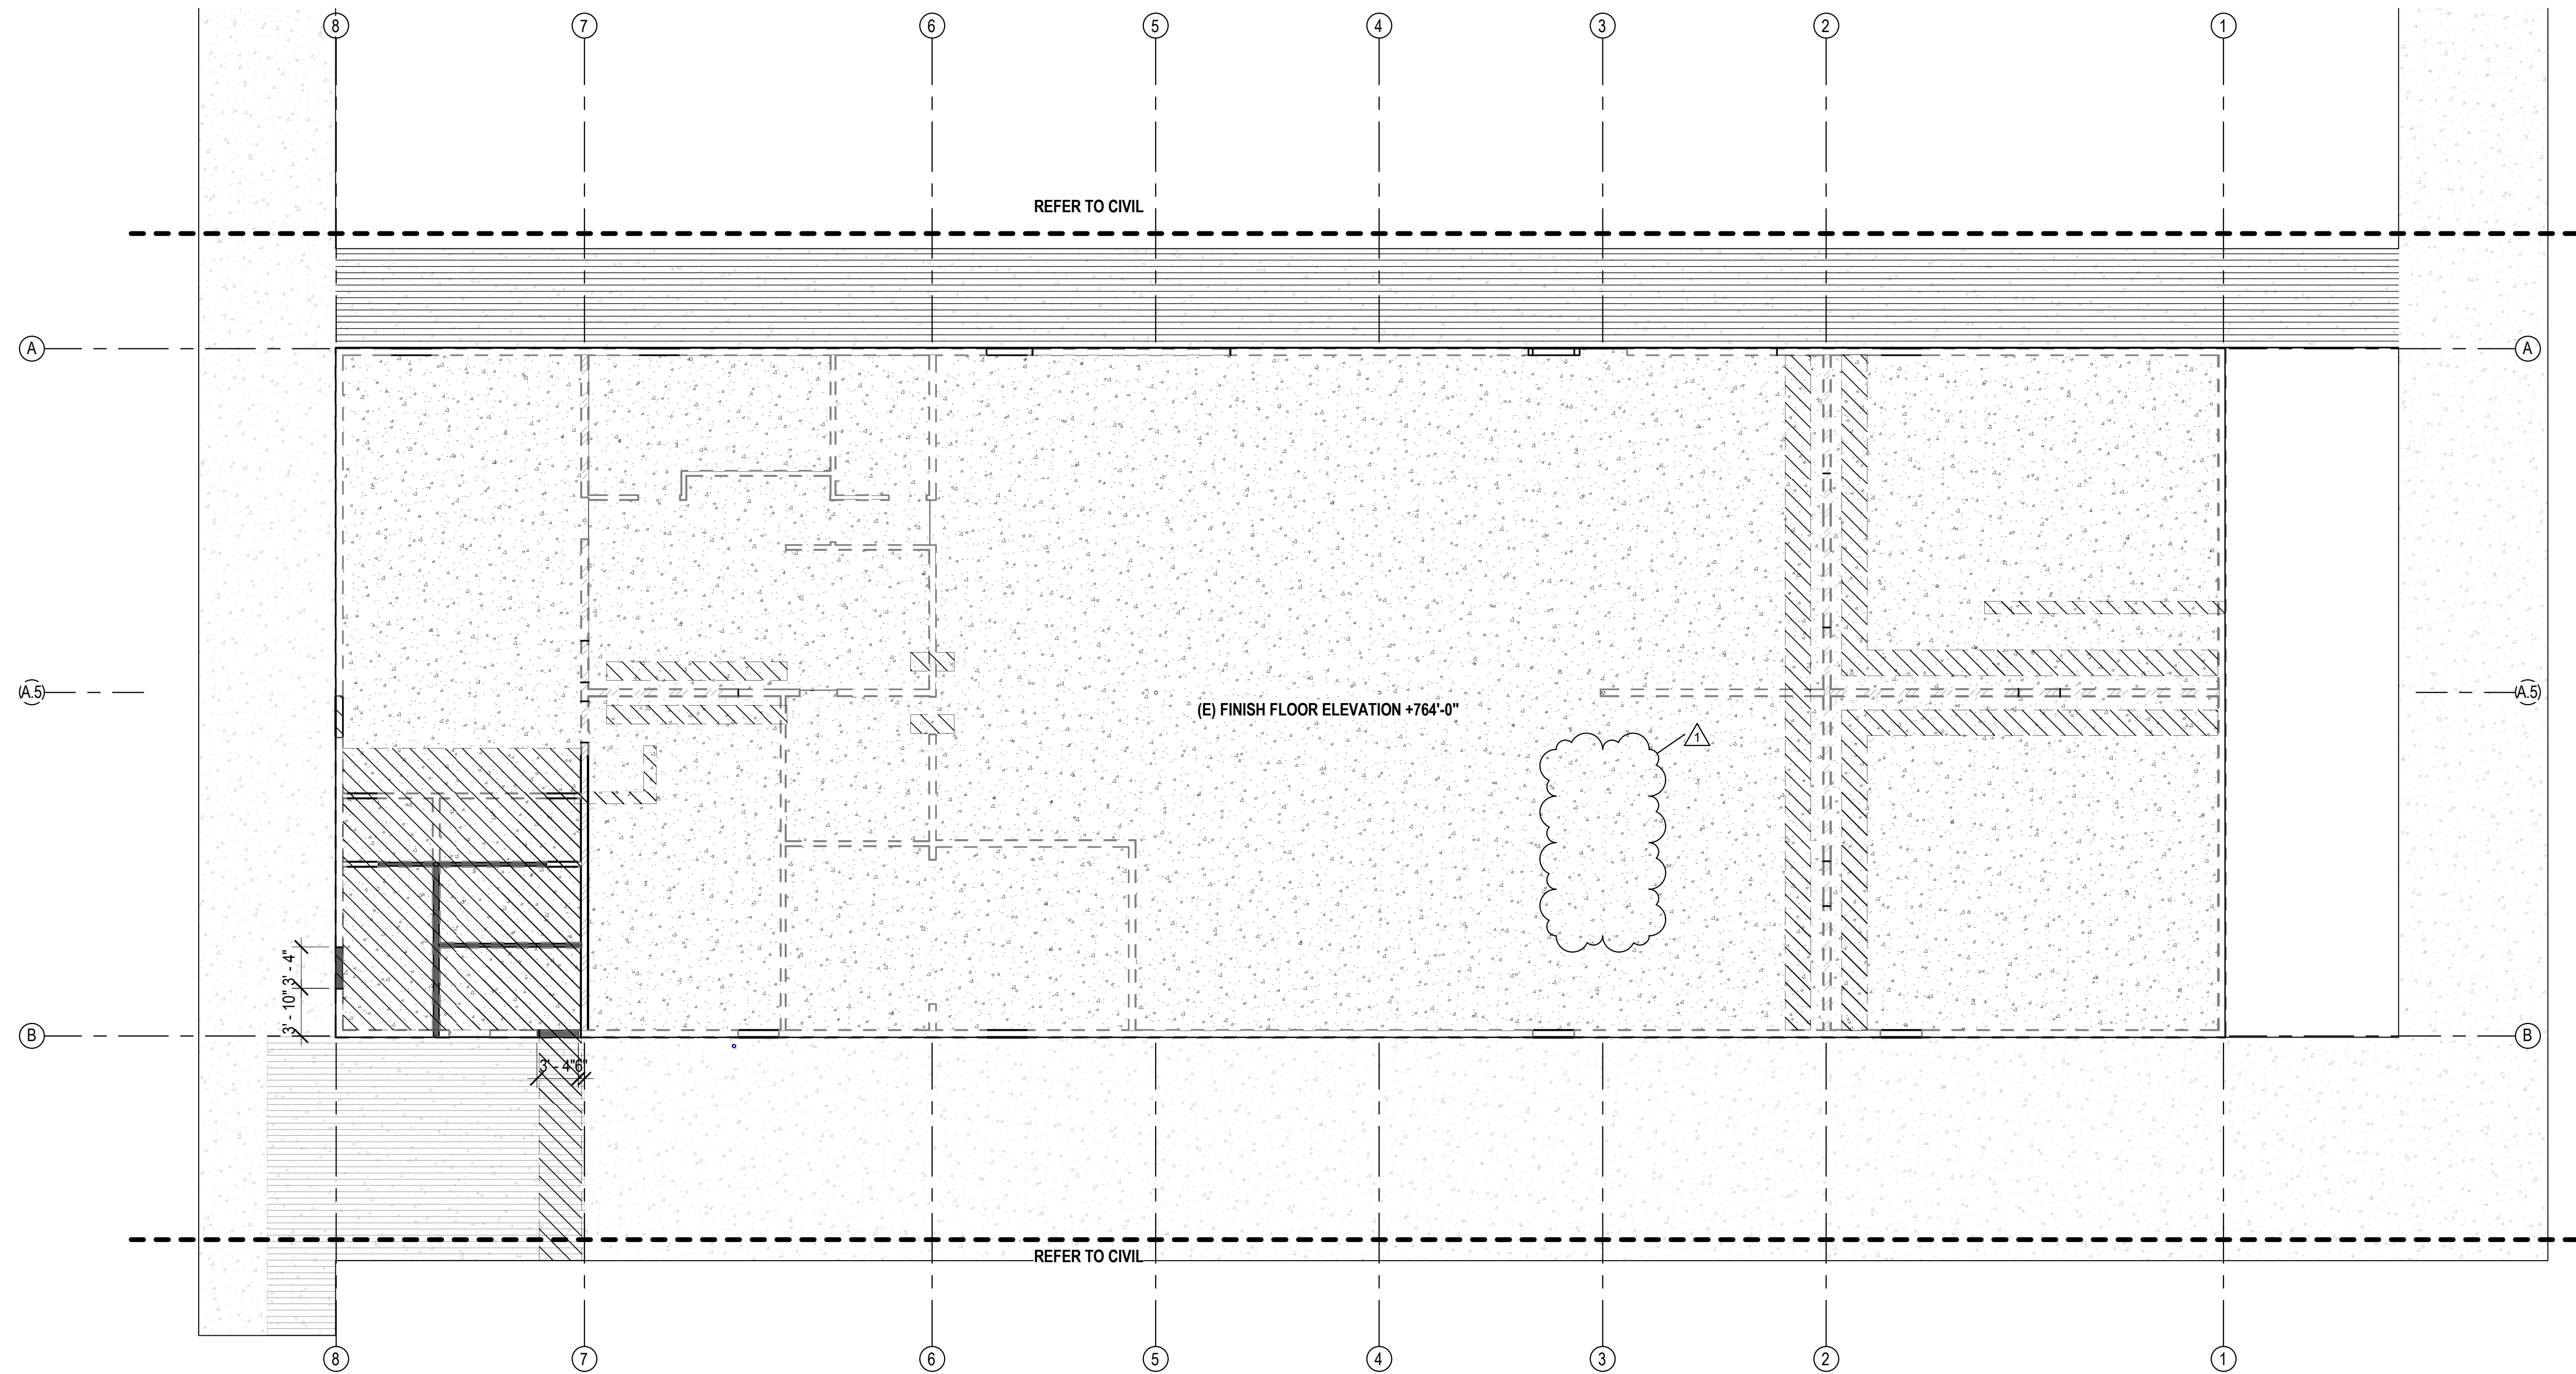 8 7 6 5 4 3 2 1
REFER TO CIVIL
A A
A.5 A.5
(E) FINISH FLOOR ELEVATION +764'-0"
1
3' - 4"
3' - 10"
B B
3' - 4" 6"
REFER TO CIVIL
8 7 6 5 4 3 2 1